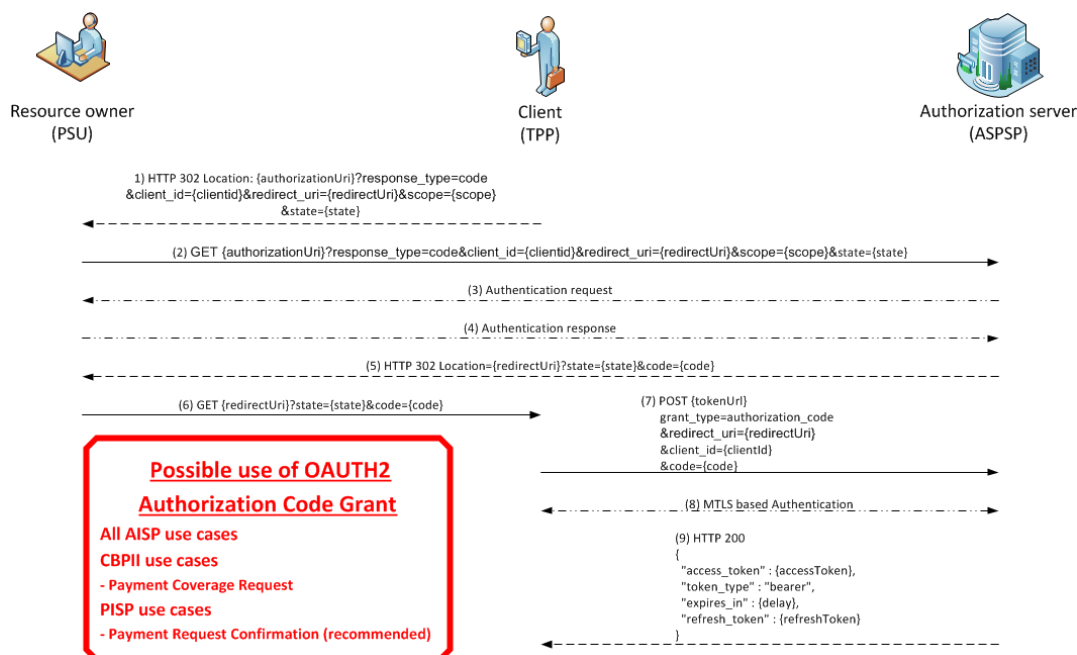 Resource owner
(PSU)
Client
(TPP)
Authorization server
(ASPSP)
1) HTTP 302 Location: {authorizationUri}?response_type=code
&client_id={clientid}&redirect_uri={redirectUri}&scope={scope}
&state={state}
(2) GET {authorizationUri}?response_type=code&client_id={clientid}&redirect_uri={redirectUri}&scope={scope}&state={state}
(3) Authentication request
(4) Authentication response
(5) HTTP 302 Location={redirectUri}?state={state}&code={code}
(6) GET {redirectUri}?state={state}&code={code}
(7) POST {tokenUrl}
grant_type=authorization_code
&redirect_uri={redirectUri}
&client_id={clientId}
&code={code}
(8) MTLS based Authentication
(9) HTTP 200
{
"access_token" : {accessToken},
"token_type" : "bearer",
"expires_in" : {delay},
"refresh_token" : {refreshToken}
}
Possible use of OAUTH2
Authorization Code Grant
All AISP use cases
CBPII use cases
- Payment Coverage Request
PISP use cases
- Payment Request Confirmation (recommended)